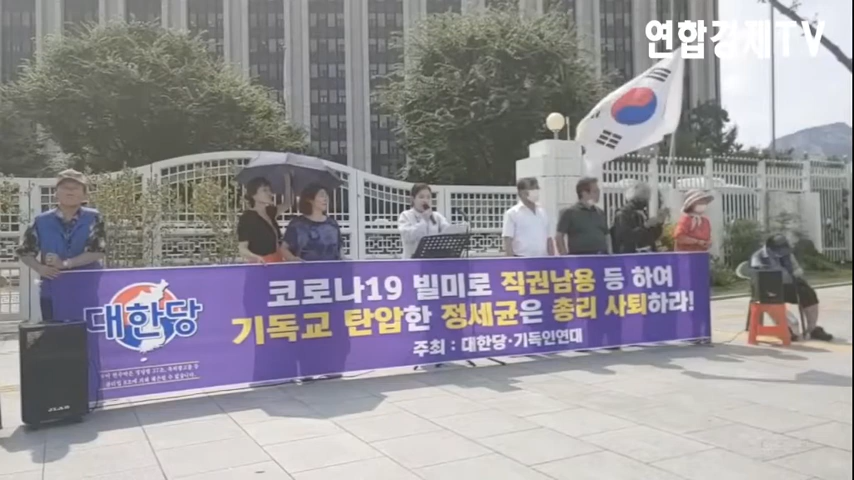 연합경제TV
대한당
코로나19 빌미로 직권남용 등 하여
기독교 탄압한 정세균은 총리 사퇴하라!
주최 : 대한당·기독인연대
JLAB